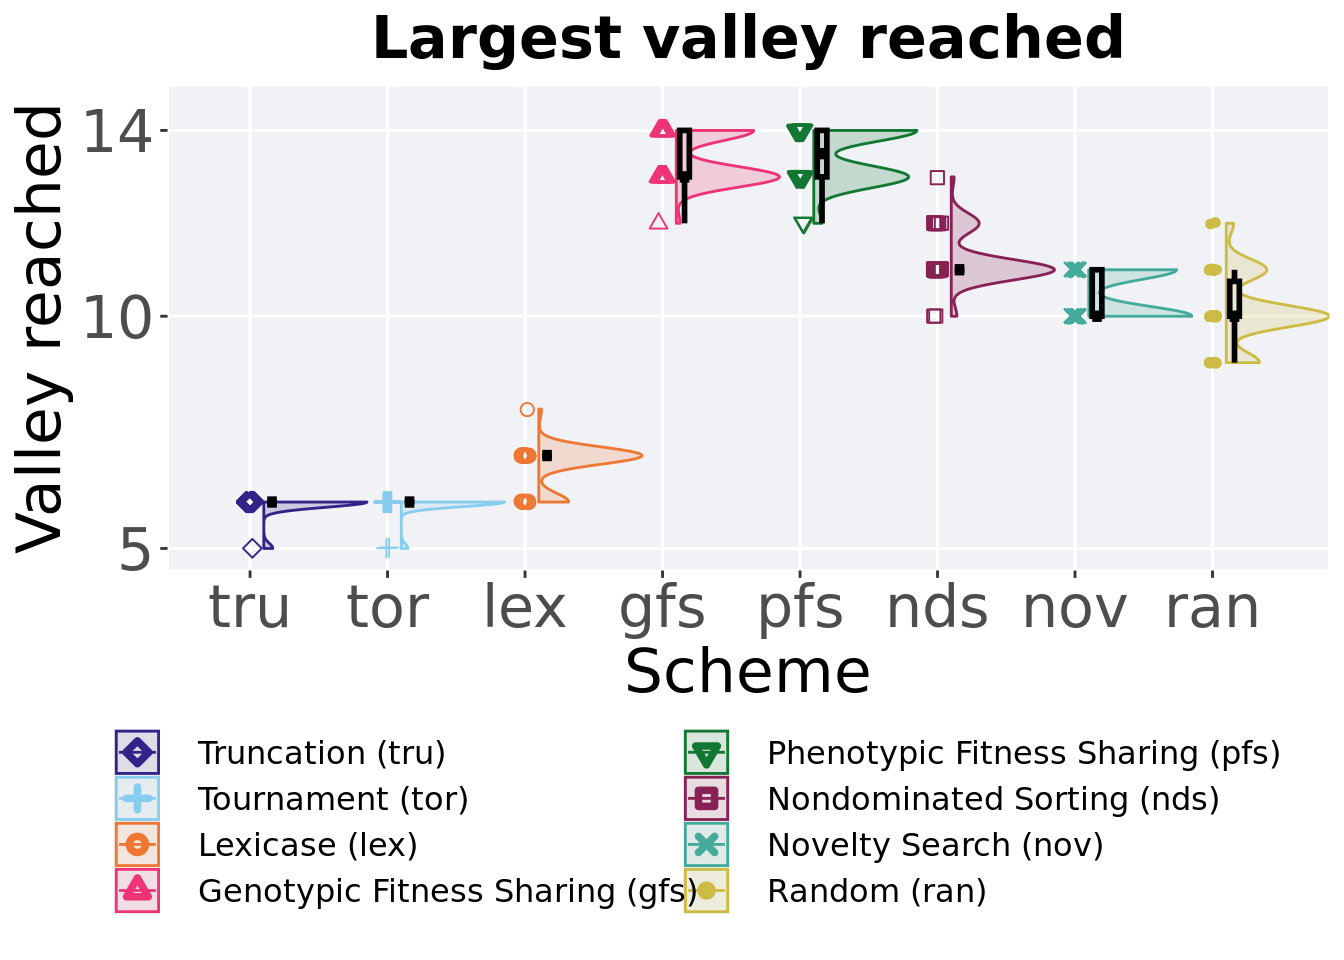 Largest valley reached
Valley reached
14
10
5
tru tor lex gfs pfs nds nov ran
Scheme
Truncation (tru)
Tournament (tor)
Lexicase (lex)
Genotypic Fitness Sharing (gfs)
Phenotypic Fitness Sharing (pfs)
Nondominated Sorting (nds)
Novelty Search (nov)
Random (ran)